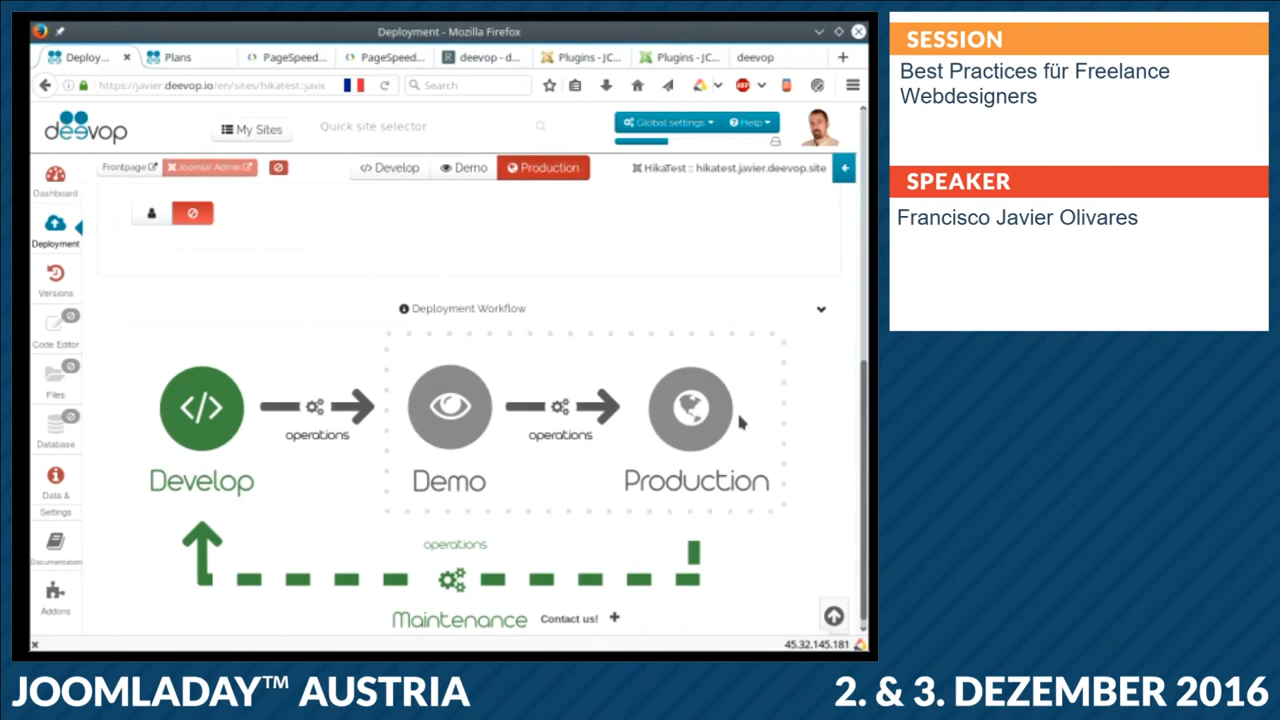 Deployment - Mozilla Firefox
Deploy...
Plans
PageSpeed...
PageSpeed...
deevop - d...
Plugins - JC...
Plugins - JC...
deevop
https://javier.deevop.io/en/sites/hikatest::javie
Search
deevop
My Sites
Quick site selector
Global settings
Help
Frontpage
Joomla! Admin
Develop
Demo
Production
HikaTest :: hikatest.javier.deevop.site
Dashboard
Deployment
Versions
Code Editor
Files
Database
Data &
Settings
Documentation
Addons
Deployment Workflow
operations
operations
Develop
Demo
Production
operations
Maintenance
Contact us!
45.32.145.181
SESSION
Best Practices für Freelance
Webdesigners
SPEAKER
Francisco Javier Olivares
JOOMLADAY™ AUSTRIA
2. & 3. DEZEMBER 2016